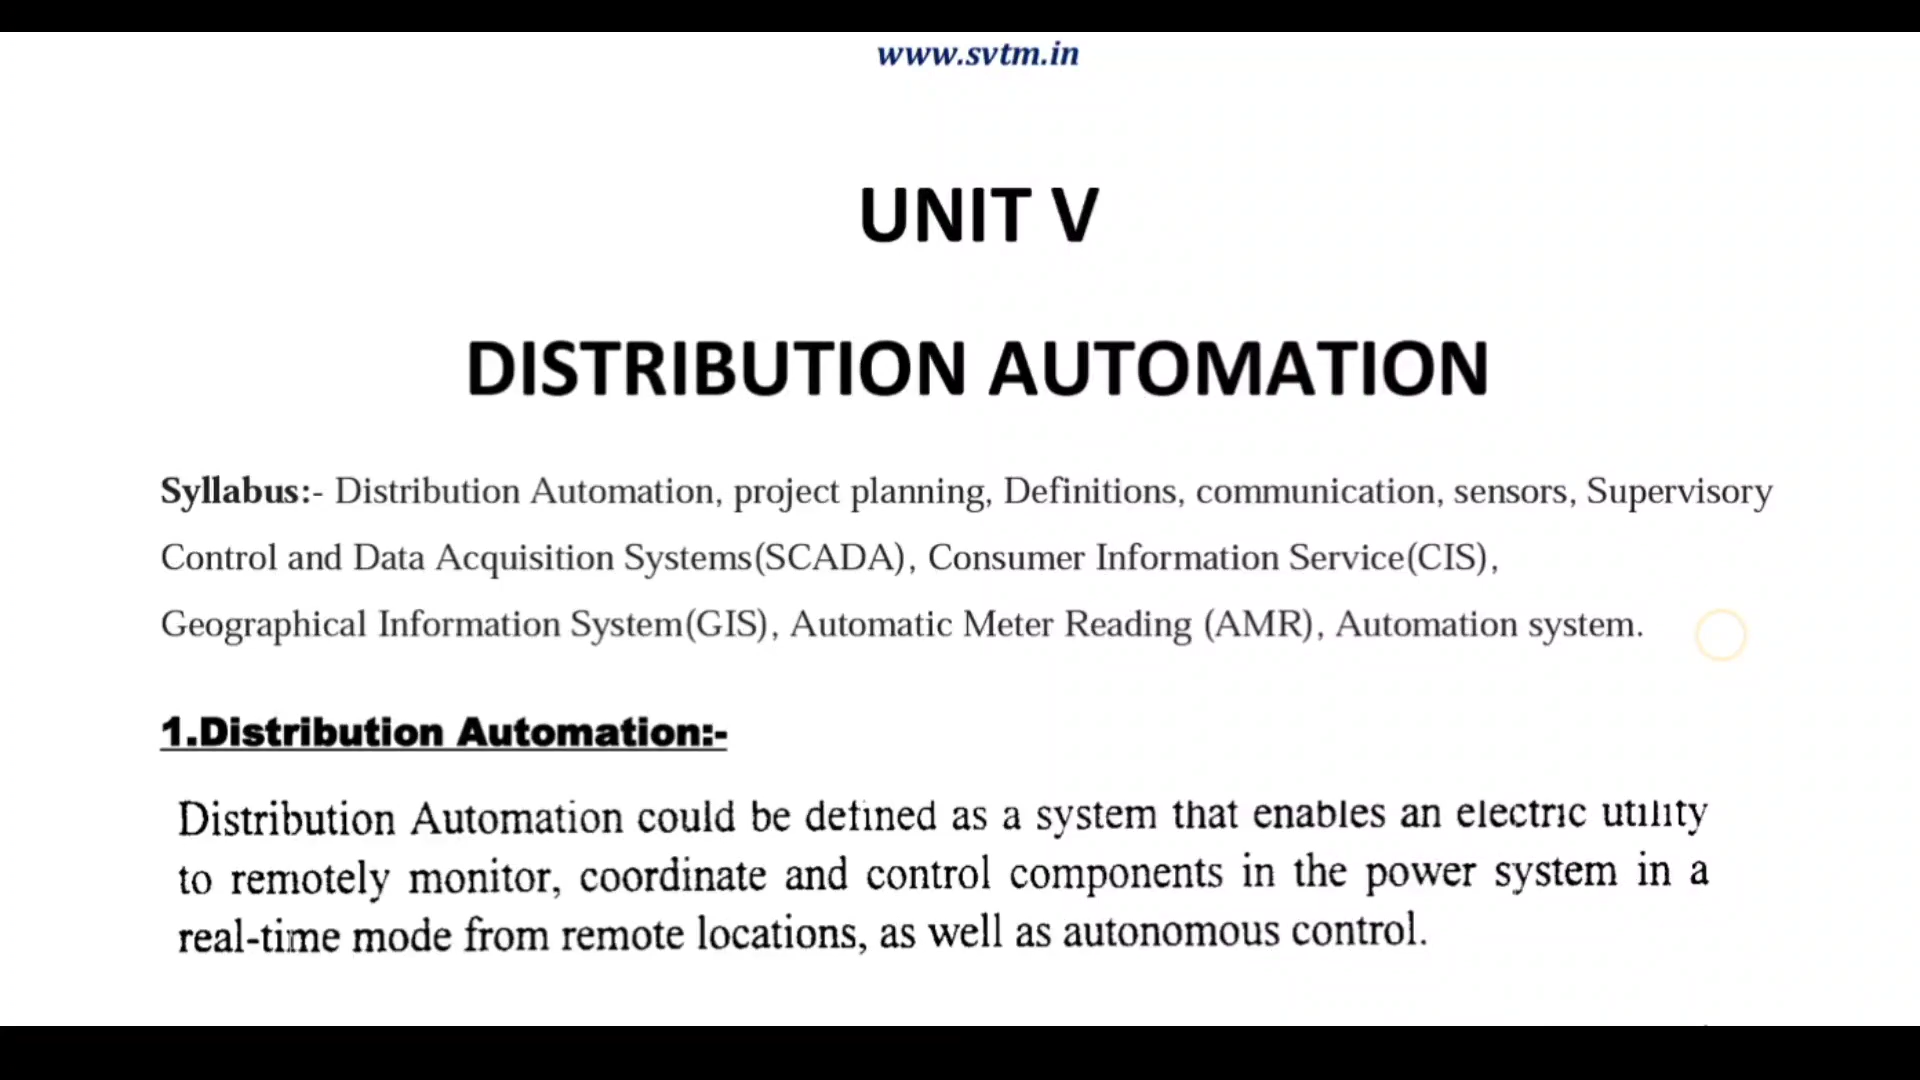 www.svtm.in
UNIT V
DISTRIBUTION AUTOMATION
Syllabus:- Distribution Automation, project planning, Definitions, communication, sensors, Supervisory
Control and Data Acquisition Systems(SCADA), Consumer Information Service(CIS),
Geographical Information System(GIS), Automatic Meter Reading (AMR), Automation system.
1.Distribution Automation:-
Distribution Automation could be defined as a system that enables an electric utility
to remotely monitor, coordinate and control components in the power system in a
real-time mode from remote locations, as well as autonomous control.